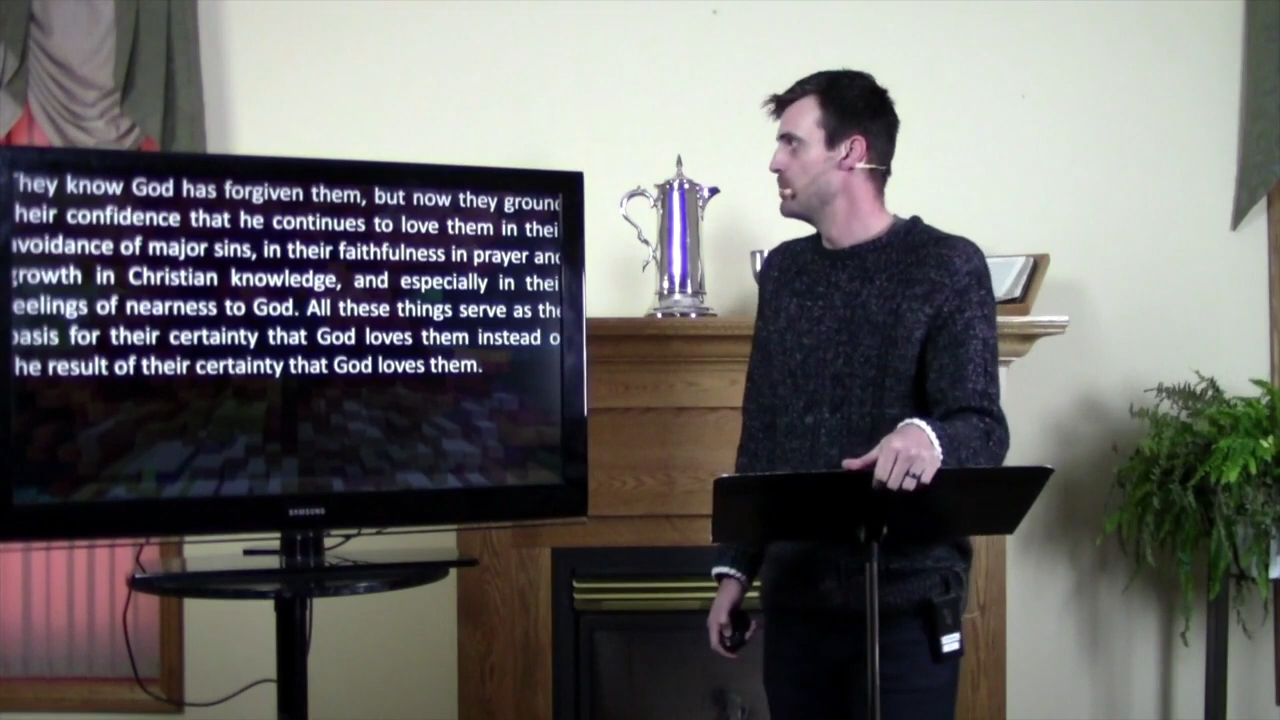 hey know God has forgiven them, but now they ground
heir confidence that he continues to love them in thei
avoidance of major sins, in their faithfulness in prayer and
growth in Christian knowledge, and especially in thei
eelings of nearness to God. All these things serve as the
basis for their certainty that God loves them instead o
he result of their certainty that God loves them.
SAMSUNG